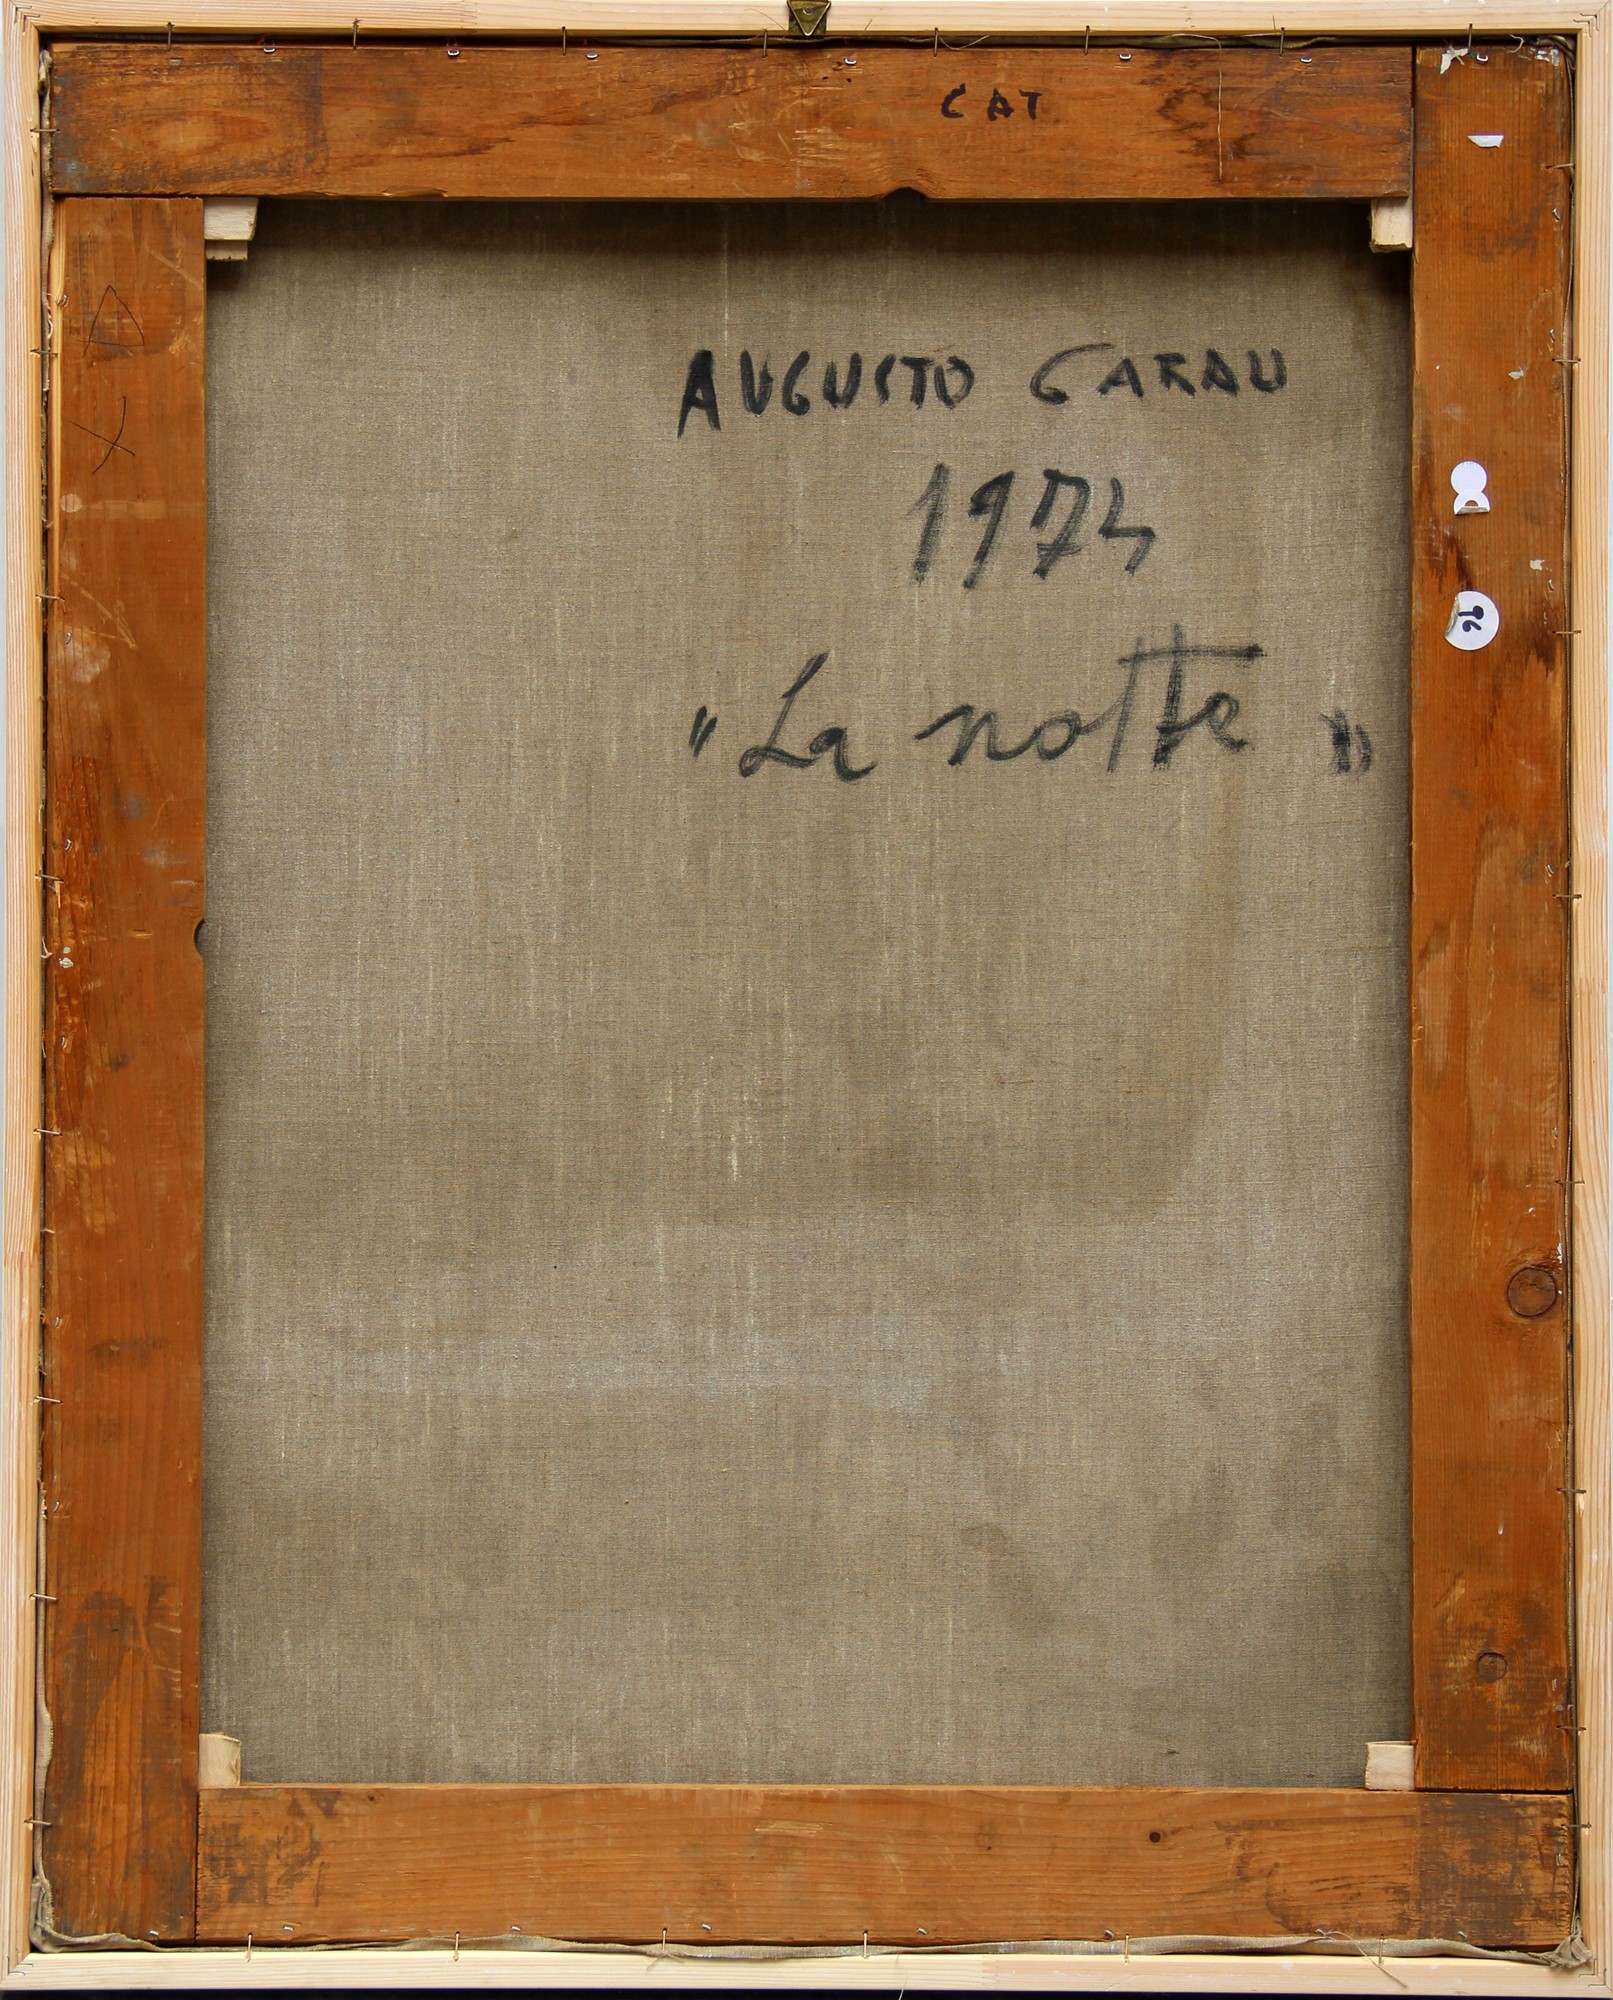 CAT
AUGUSTO GARAU
1974
"La notte"